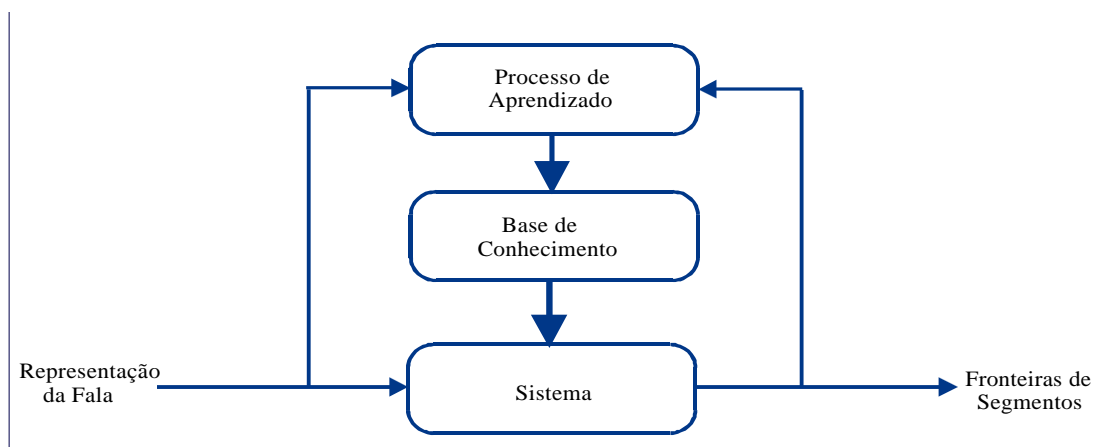 Processo de
Aprendizado
Base de
Conhecimento
Representação
da Fala
Sistema
Fronteiras de
Segmentos